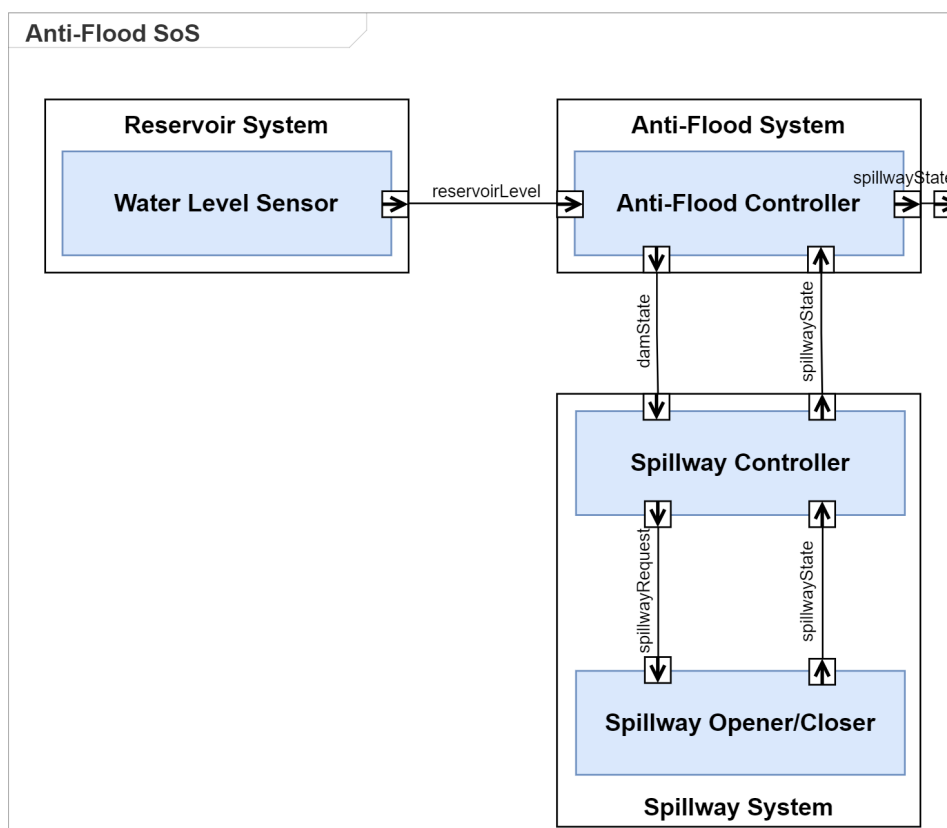 Anti-Flood SoS
Reservoir System
Anti-Flood System
Water Level Sensor
reservoirLevel
Anti-Flood Controller
spillwayState
damState
spillwayState
Spillway Controller
spillwayRequest
spillwayState
Spillway Opener/Closer
Spillway System